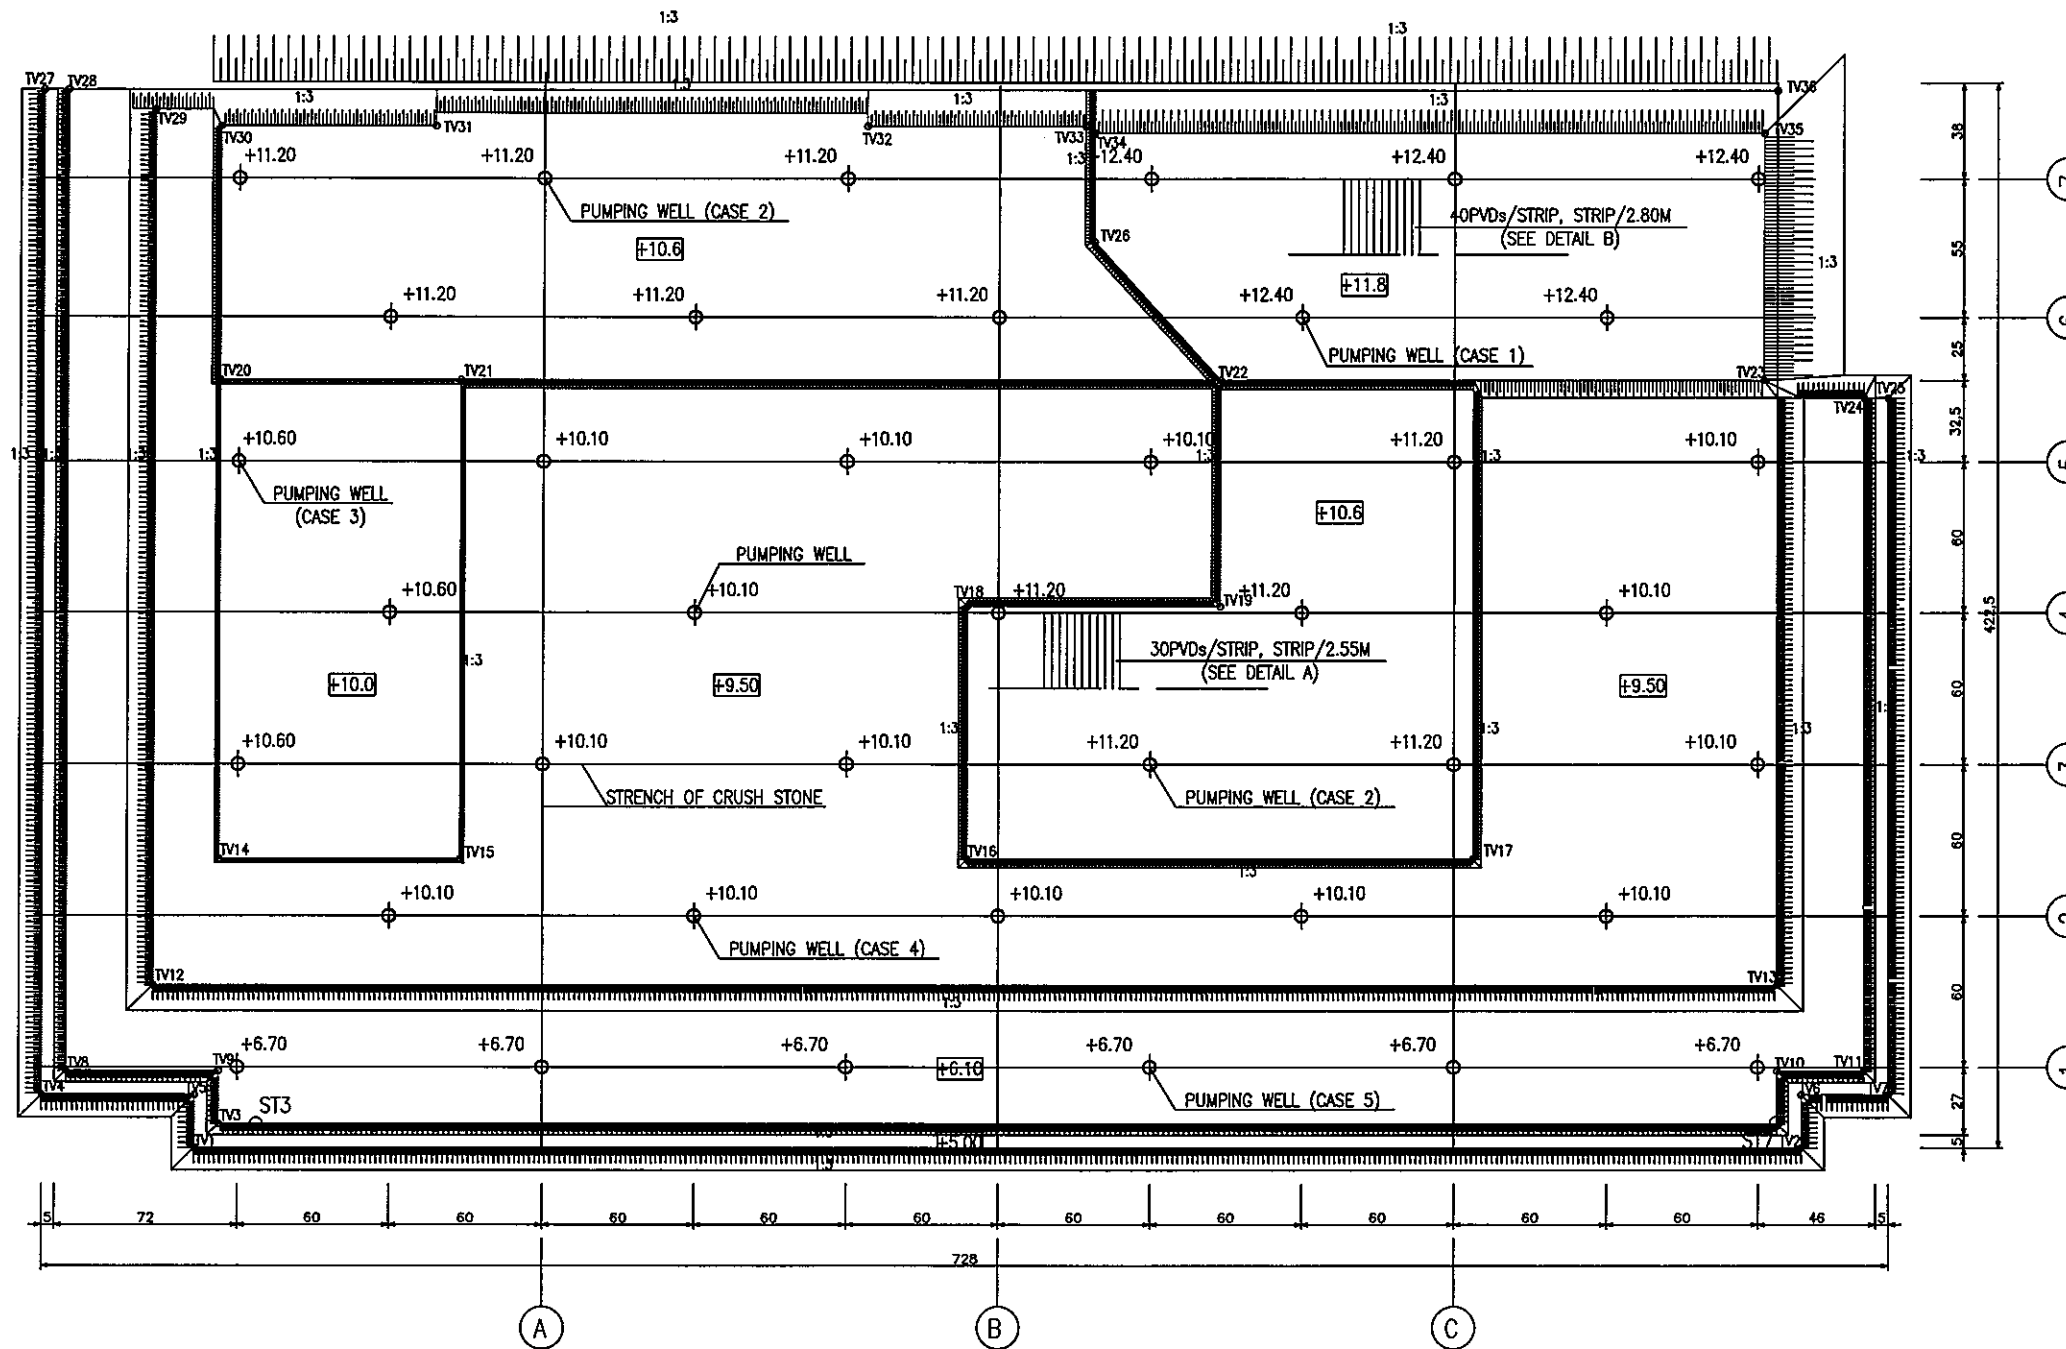 1:3
1:3
TV27
TV28
1:3
TV36
TV29
1:3
1:3
1:3
TV30
TV31
TV32
TV33
TV34
TV35
38
1:3
+11.20
+11.20
+11.20
+12.40
+12.40
+12.40
7
PUMPING WELL (CASE 2)
40PVDs/STRIP, STRIP/2.80M
(SEE DETAIL B)
+10.6
TV26
55
1:3
+11.8
+11.20
+11.20
+11.20
+12.40
+12.40
PUMPING WELL (CASE 1)
25
TV20
TV21
TV22
TV23
TV24
TV25
32,5
+10.60
+10.10
+10.10
+10.10
+11.20
+10.10
1:3
1:3
1:3
1:3
1:3
1:3
1:3
PUMPING WELL
(CASE 3)
+10.6
60
PUMPING WELL
+10.60
+10.10
TV18
+11.20
TV19
+11.20
+10.10
422,5
1:3
30PVDs/STRIP, STRIP/2.55M
(SEE DETAIL A)
+10.0
+9.50
+9.50
60
1:3
1:3
1:3
+10.60
+10.10
+10.10
+11.20
+11.20
+10.10
STRENCH OF CRUSH STONE
PUMPING WELL (CASE 2)
60
TV14
TV15
TV16
TV17
1:3
+10.10
+10.10
+10.10
+10.10
+10.10
PUMPING WELL (CASE 4)
TV12
TV13
1:3
60
+6.70
+6.70
+6.70
+6.70
+6.70
+6.70
TV8
TV9
+6.10
TV10
TV11
1
TV4
TV5
TV6
TV7
PUMPING WELL (CASE 5)
27
TV3
ST3
TV1
+5.00
TV2
1:3
5
5
72
60
60
60
60
60
60
60
60
60
60
46
5
728
A
B
C